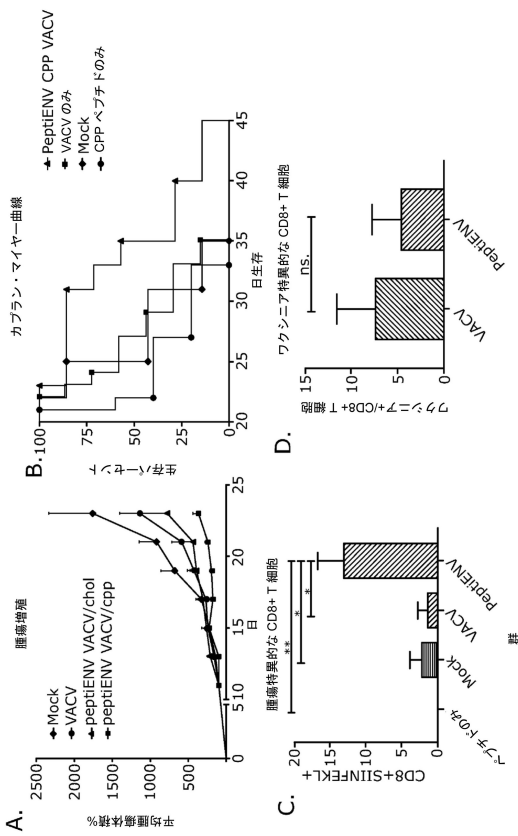 A.
腫瘍増殖
Mock
VACV
peptiENV VACV/chol
peptiENV VACV/cpp
平均腫瘍体積%
2500
2000
1500
1000
500
0
0
5
10
15
20
25
日
B.
カプラン・マイヤー曲線
PeptiENV CPP VACV
VACV のみ
Mock
CPP ペプチドのみ
生存パーセント
100
75
50
25
0
20
25
30
35
40
45
日生存
C.
腫瘍特異的な CD8+ T 細胞
**
*
*
CD8+SIINFEKL+
20
15
10
5
0
ペプチドのみ
Mock
VACV
PeptiENV
群
D.
ワクシニア特異的な CD8+ T 細胞
ns.
ワクシニア+/CD8+ T 細胞
15
10
5
0
VACV
PeptiENV